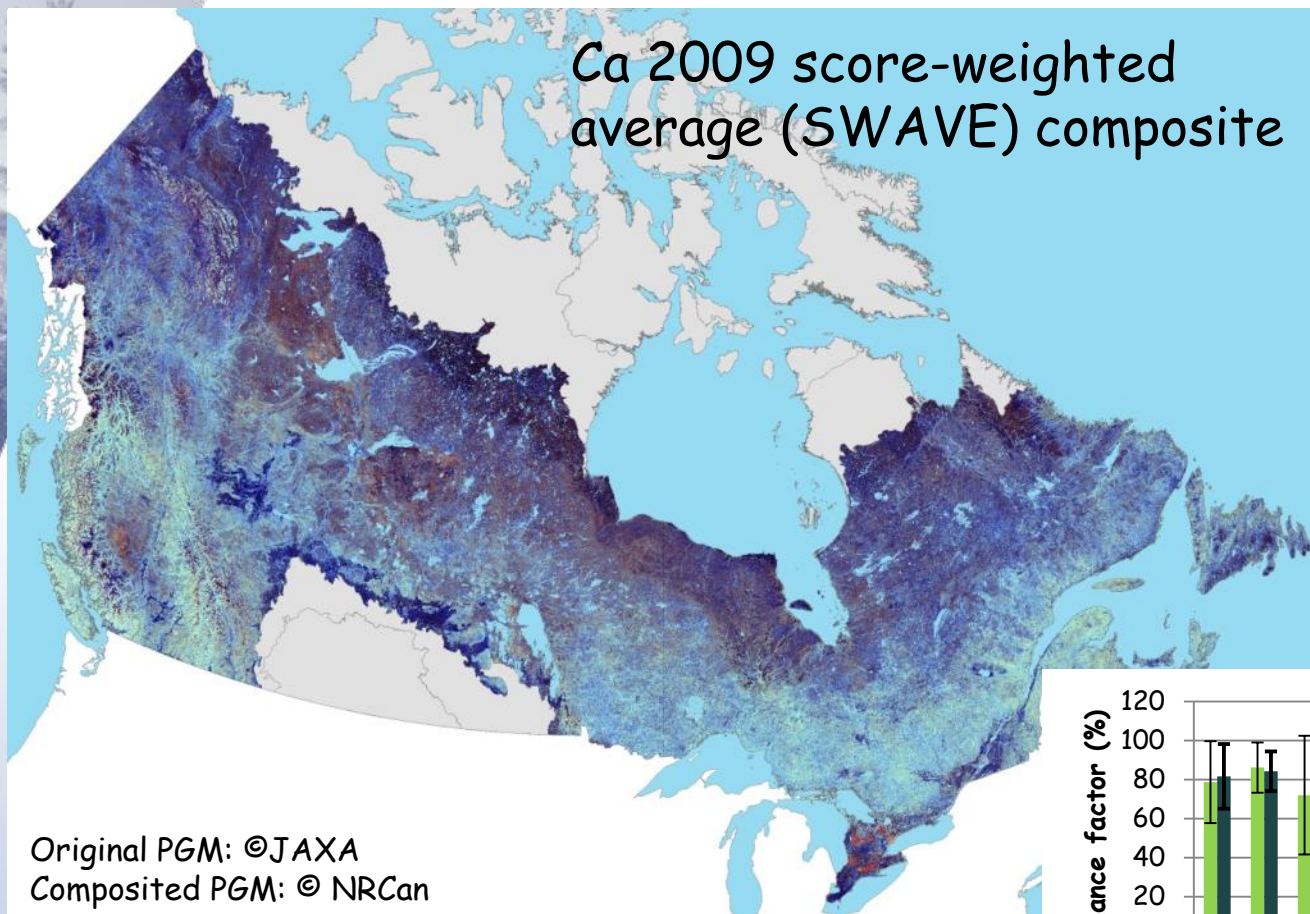 Ca 2009 score-weighted
average (SWAVE) composite
Original PGM: ©JAXA
Composited PGM: © NRCan
120
100
80
60
40
20
factor (%)